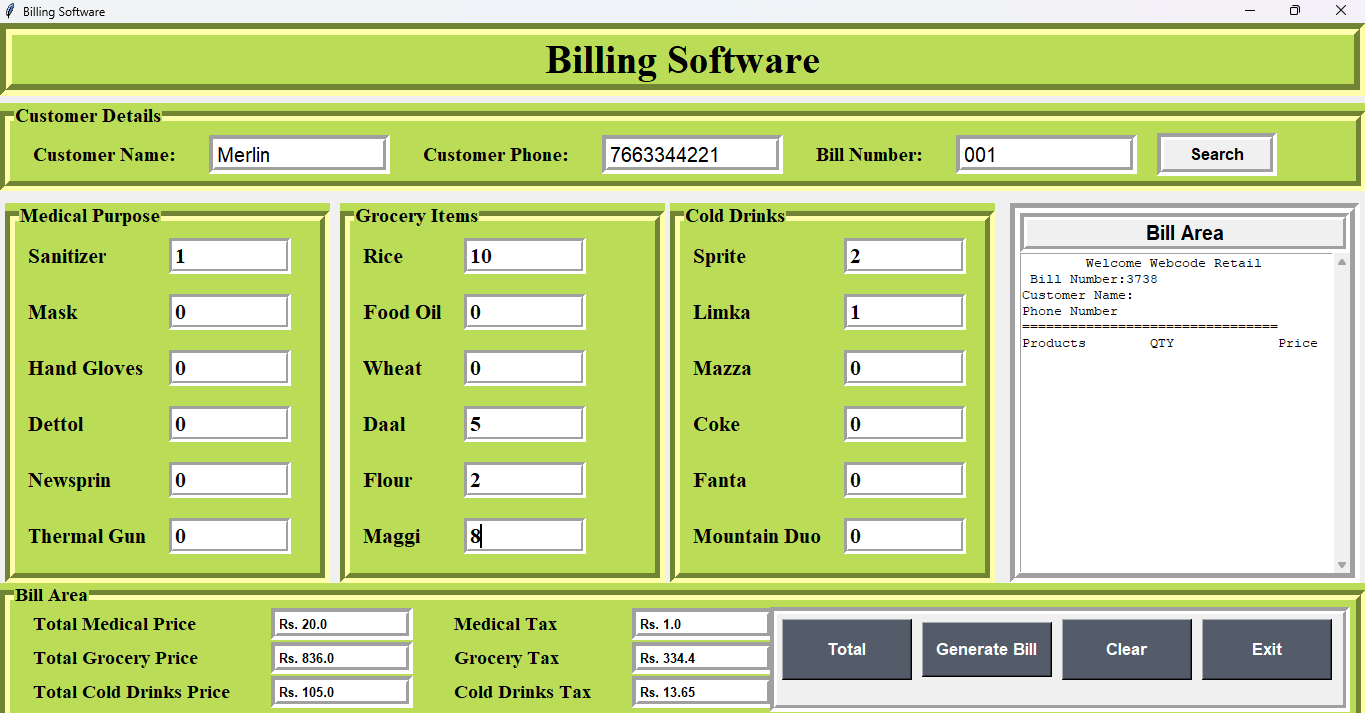 Billing Software
Billing Software
Customer Details
Customer Name: Merlin Customer Phone: 7663344221 Bill Number: 001 Search
Medical Purpose
Sanitizer 1
Mask 0
Hand Gloves 0
Dettol 0
Newsprin 0
Thermal Gun 0
Grocery Items
Rice 10
Food Oil 0
Wheat 0
Daal 5
Flour 2
Maggi 8
Cold Drinks
Sprite 2
Limka 1
Mazza 0
Coke 0
Fanta 0
Mountain Duo 0
Bill Area
Welcome Webcode Retail
Bill Number:3738
Customer Name:
Phone Number
================================
Products QTY Price
Bill Area
Total Medical Price Rs. 20.0 Medical Tax Rs. 1.0
Total Grocery Price Rs. 836.0 Grocery Tax Rs. 334.4
Total Cold Drinks Price Rs. 105.0 Cold Drinks Tax Rs. 13.65
Total Generate Bill Clear Exit